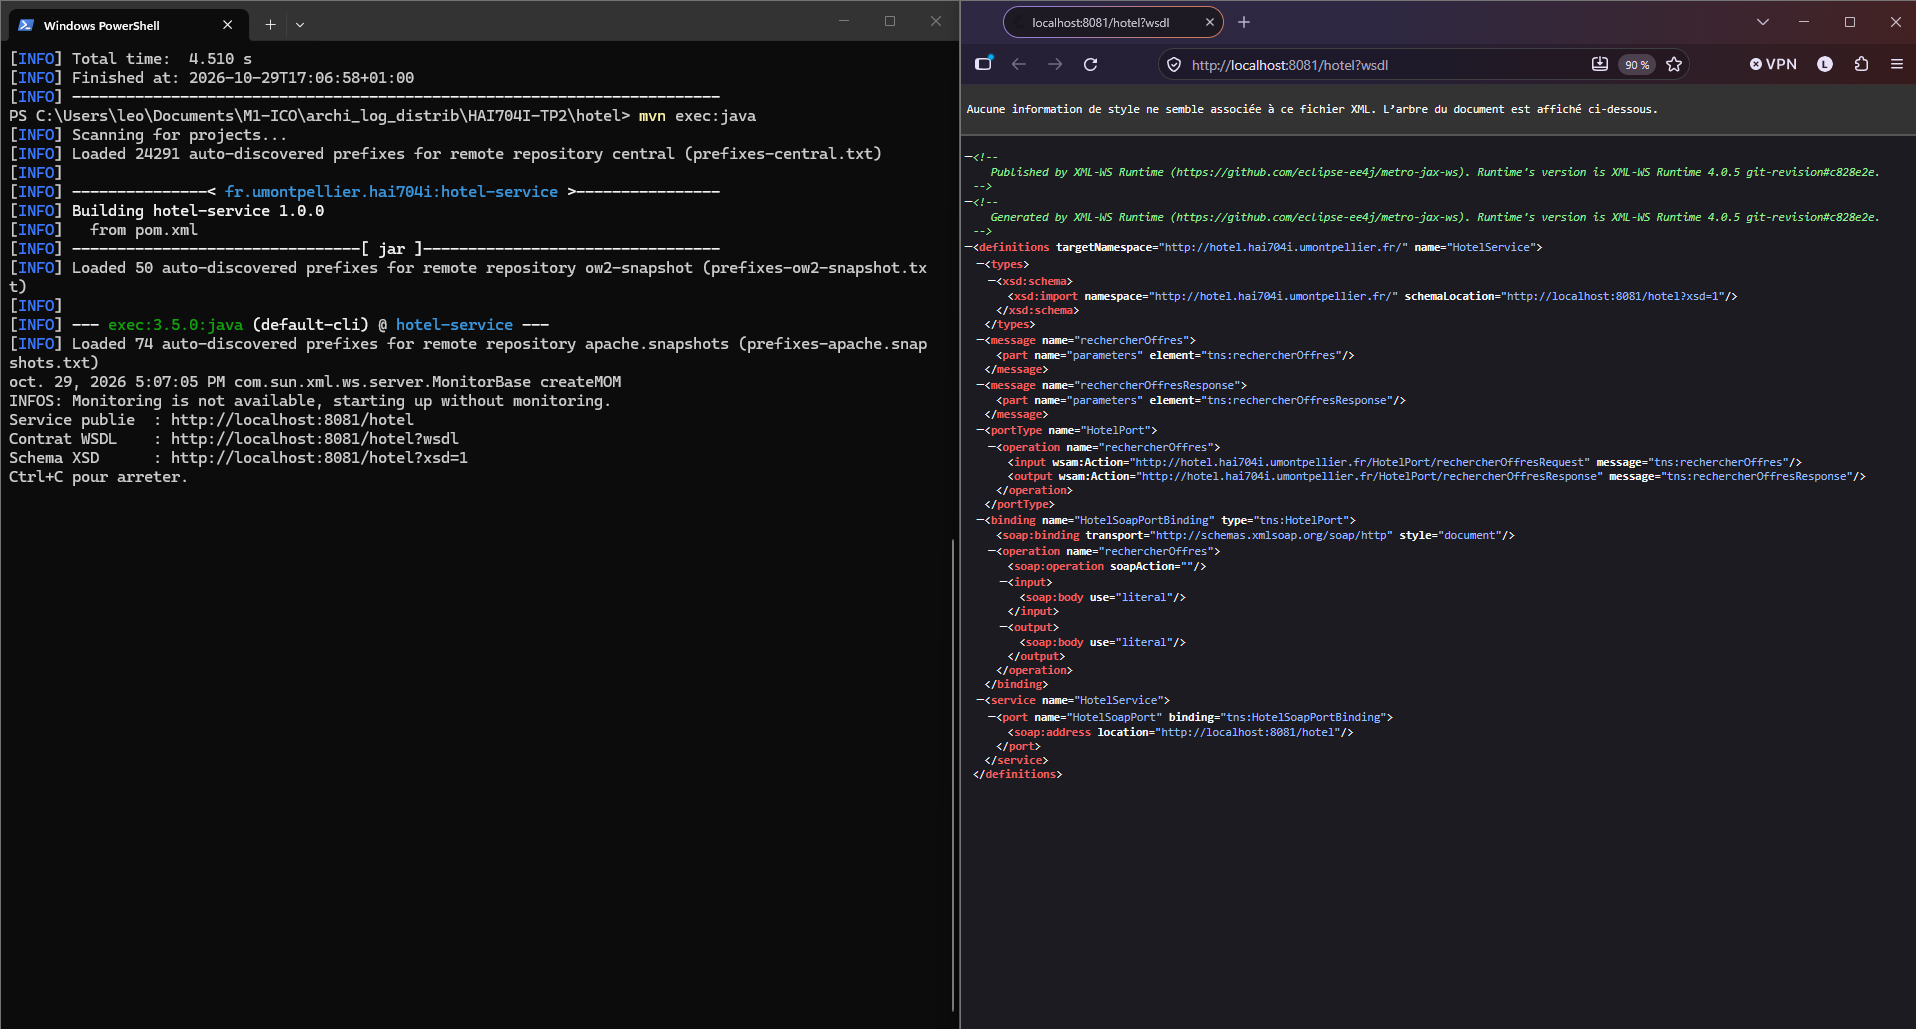 Windows PowerShell
[INFO] Total time:  4.510 s
[INFO] Finished at: 2026-10-29T17:06:58+01:00
[INFO] ------------------------------------------------------------------------
PS C:\Users\leo\Documents\M1-ICO\archi_log_distrib\HAI704I-TP2\hotel> mvn exec:java
[INFO] Scanning for projects...
[INFO] Loaded 24291 auto-discovered prefixes for remote repository central (prefixes-central.txt)
[INFO]
[INFO] ---------------< fr.umontpellier.hai704i:hotel-service >----------------
[INFO] Building hotel-service 1.0.0
[INFO]   from pom.xml
[INFO] --------------------------------[ jar ]---------------------------------
[INFO] Loaded 50 auto-discovered prefixes for remote repository ow2-snapshot (prefixes-ow2-snapshot.tx
t)
[INFO]
[INFO] --- exec:3.5.0:java (default-cli) @ hotel-service ---
[INFO] Loaded 74 auto-discovered prefixes for remote repository apache.snapshots (prefixes-apache.snap
shots.txt)
oct. 29, 2026 5:07:05 PM com.sun.xml.ws.server.MonitorBase createMOM
INFOS: Monitoring is not available, starting up without monitoring.
Service publie  : http://localhost:8081/hotel
Contrat WSDL    : http://localhost:8081/hotel?wsdl
Schema XSD      : http://localhost:8081/hotel?xsd=1
Ctrl+C pour arreter.
localhost:8081/hotel?wsdl
http://localhost:8081/hotel?wsdl
90 %
VPN
L
Aucune information de style ne semble associée à ce fichier XML. L’arbre du document est affiché ci-dessous.
—<!--
Published by XML-WS Runtime (https://github.com/eclipse-ee4j/metro-jax-ws). Runtime's version is XML-WS Runtime 4.0.5 git-revision#c828e2e.
-->
—<!--
Generated by XML-WS Runtime (https://github.com/eclipse-ee4j/metro-jax-ws). Runtime's version is XML-WS Runtime 4.0.5 git-revision#c828e2e.
-->
—<definitions targetNamespace="http://hotel.hai704i.umontpellier.fr/" name="HotelService">
—<types>
—<xsd:schema>
<xsd:import namespace="http://hotel.hai704i.umontpellier.fr/" schemaLocation="http://localhost:8081/hotel?xsd=1"/>
</xsd:schema>
</types>
—<message name="rechercherOffres">
<part name="parameters" element="tns:rechercherOffres"/>
</message>
—<message name="rechercherOffresResponse">
<part name="parameters" element="tns:rechercherOffresResponse"/>
</message>
—<portType name="HotelPort">
—<operation name="rechercherOffres">
<input wsam:Action="http://hotel.hai704i.umontpellier.fr/HotelPort/rechercherOffresRequest" message="tns:rechercherOffres"/>
<output wsam:Action="http://hotel.hai704i.umontpellier.fr/HotelPort/rechercherOffresResponse" message="tns:rechercherOffresResponse"/>
</operation>
</portType>
—<binding name="HotelSoapPortBinding" type="tns:HotelPort">
<soap:binding transport="http://schemas.xmlsoap.org/soap/http" style="document"/>
—<operation name="rechercherOffres">
<soap:operation soapAction=""/>
—<input>
<soap:body use="literal"/>
</input>
—<output>
<soap:body use="literal"/>
</output>
</operation>
</binding>
—<service name="HotelService">
—<port name="HotelSoapPort" binding="tns:HotelSoapPortBinding">
<soap:address location="http://localhost:8081/hotel"/>
</port>
</service>
</definitions>